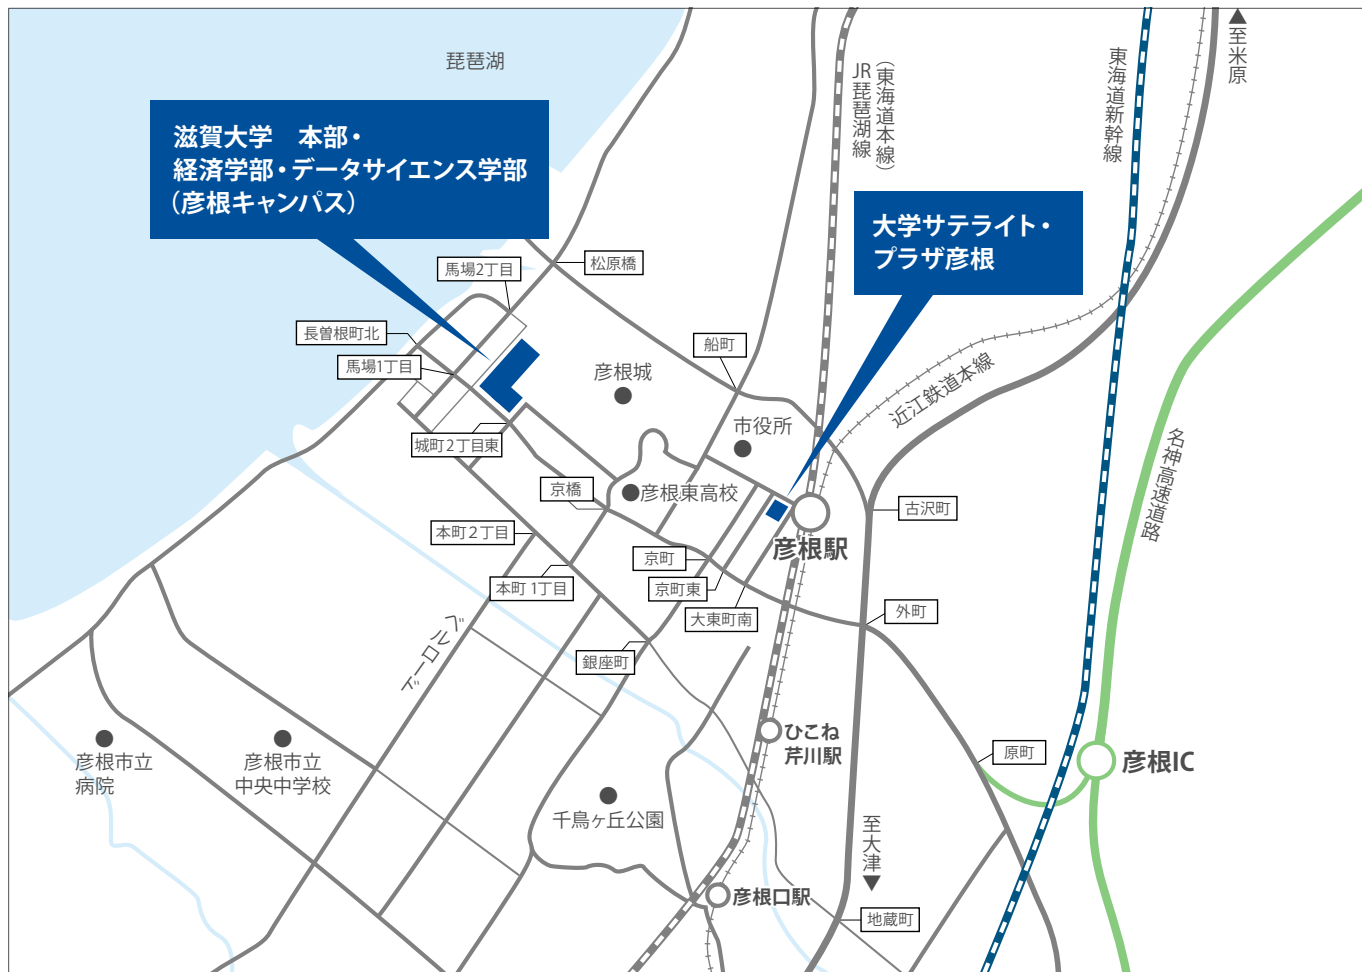 琵琶湖
滋賀大学　本部・
経済学部・データサイエンス学部
（彦根キャンパス）
JR琵琶湖線
（東海道本線）
東海道新幹線
▲至米原
大学サテライト・
プラザ彦根
松原橋
馬場2丁目
長曽根町北
馬場1丁目
船町
彦根城
近江鉄道本線
市役所
城町2丁目東
名神高速道路
京橋
彦根東高校
古沢町
本町2丁目
彦根駅
京町
本町1丁目
京町東
大東町南
外町
ベルロード
銀座町
ひこね
芹川駅
原町
彦根IC
彦根市立
病院
彦根市立
中央中学校
千鳥ヶ丘公園
至大津▼
彦根口駅
地蔵町